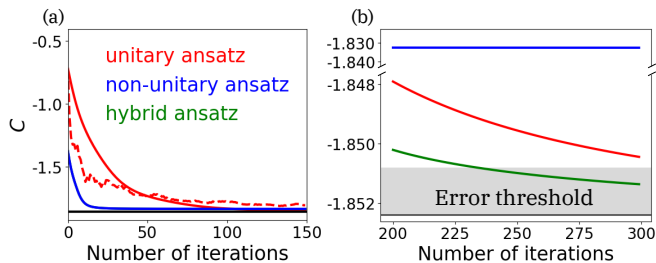 (a)
-0.5
-1.0
-1.5
C
unitary ansatz
non-unitary ansatz
hybrid ansatz
0
50
100
150
Number of iterations
(b)
-1.830
-1.840
-1.848
-1.850
-1.852
Error threshold
200
225
250
275
300
Number of iterations